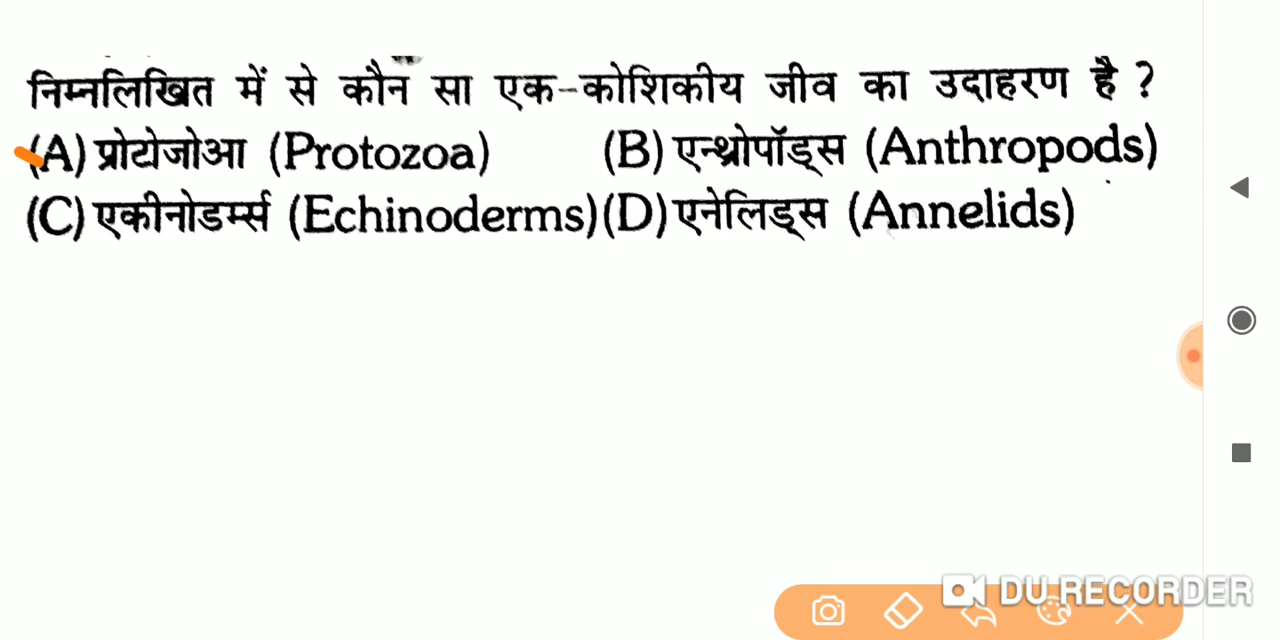 निम्नलिखित में से कौन सा एक-कोशिकीय जीव का उदाहरण है ?
(A) प्रोटोजोआ (Protozoa) (B) एन्थ्रोपॉड्स (Anthropods)
(C) एकीनोडर्म्स (Echinoderms) (D) एनेलिड्स (Annelids)
DU RECORDER